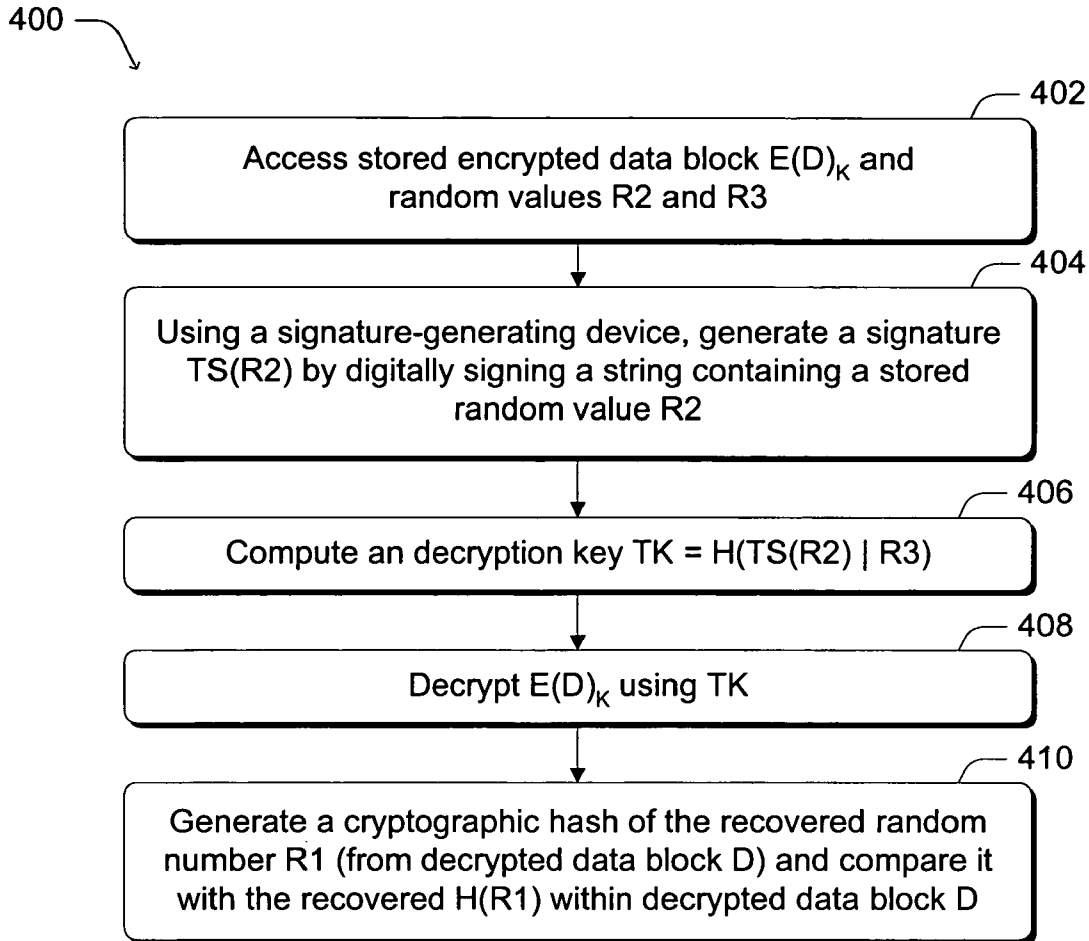 400
402
Access stored encrypted data block E(D)K and
random values R2 and R3
404
Using a signature-generating device, generate a signature
TS(R2) by digitally signing a string containing a stored
random value R2
406
Compute an decryption key TK = H(TS(R2) | R3)
408
Decrypt E(D)K using TK
410
Generate a cryptographic hash of the recovered random
number R1 (from decrypted data block D) and compare it
with the recovered H(R1) within decrypted data block D